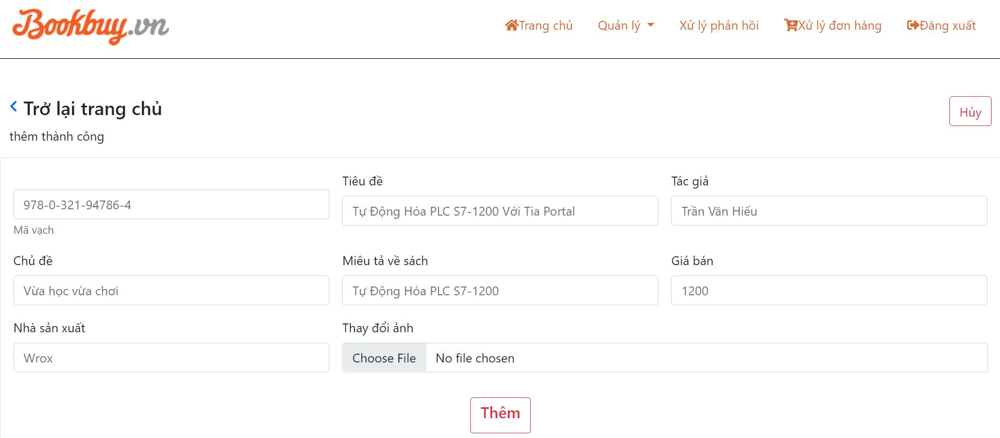 Bookbuy.vn
Trang chủ Quản lý Xử lý phản hồi Xử lý đơn hàng Đăng xuất
Trở lại trang chủ
Hủy
thêm thành công
Tiêu đề Tác giả
978-0-321-94786-4 Tự Động Hóa PLC S7-1200 Với Tia Portal Trần Văn Hiếu
Mã vạch
Chủ đề Miêu tả về sách Giá bán
Vừa học vừa chơi Tự Động Hóa PLC S7-1200 1200
Nhà sản xuất Thay đổi ảnh
Wrox Choose File No file chosen
Thêm